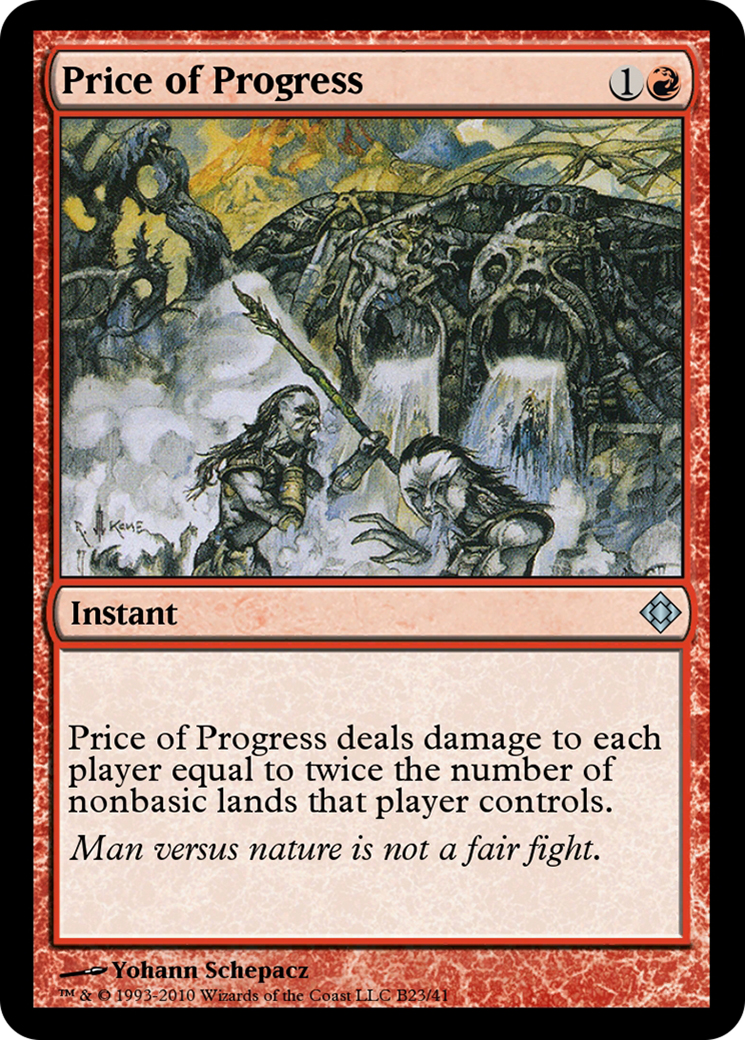 Price of Progress 1
R. KANE
97
Instant
Price of Progress deals damage to each
player equal to twice the number of
nonbasic lands that player controls.
Man versus nature is not a fair fight.
Yohann Schepacz
™ & © 1993-2010 Wizards of the Coast LLC B23/41